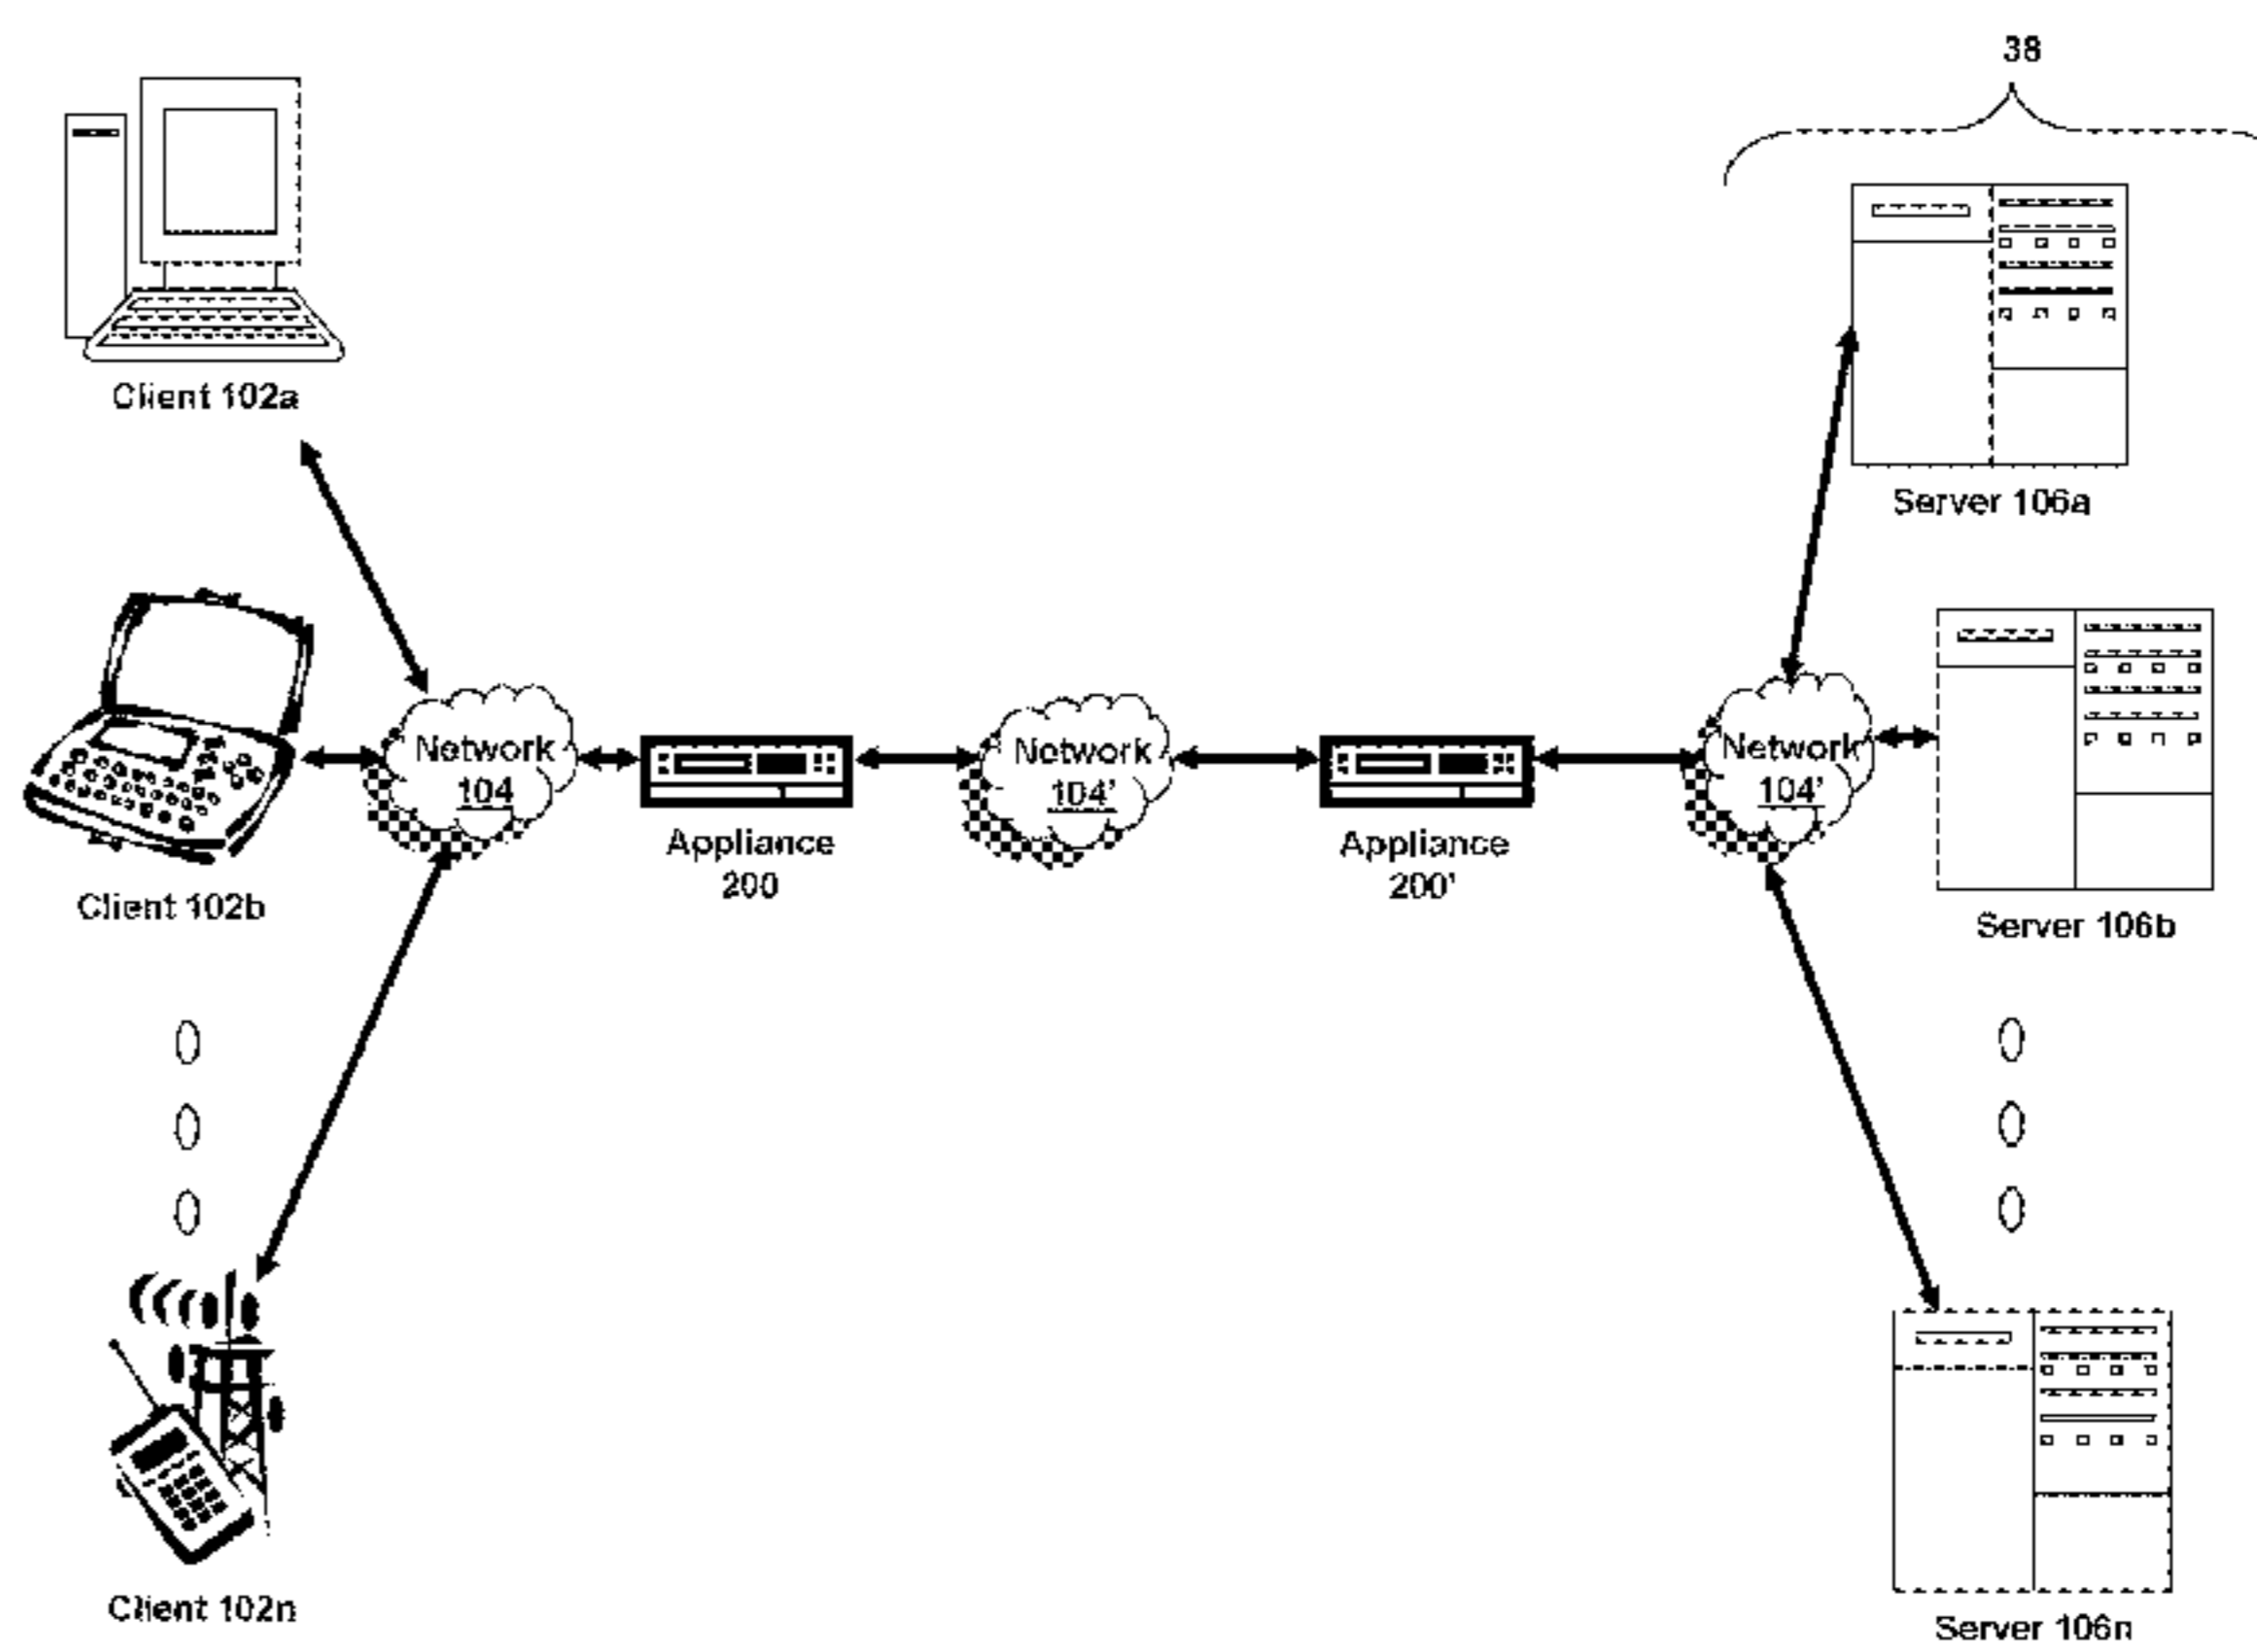 38
Client 102a
Server 106a
Network
104
Appliance
200
Network
104'
Appliance
200'
Network
104'
Client 102b
Server 106b
Client 102n
Server 106n